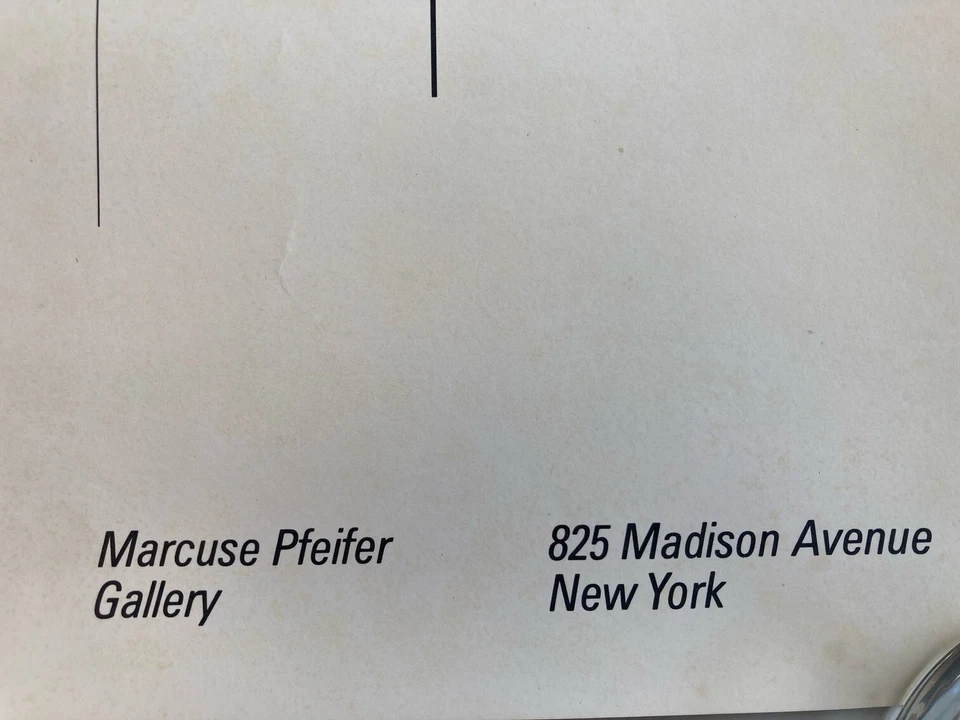 Marcuse Pfeifer
Gallery
825 Madison Avenue
New York